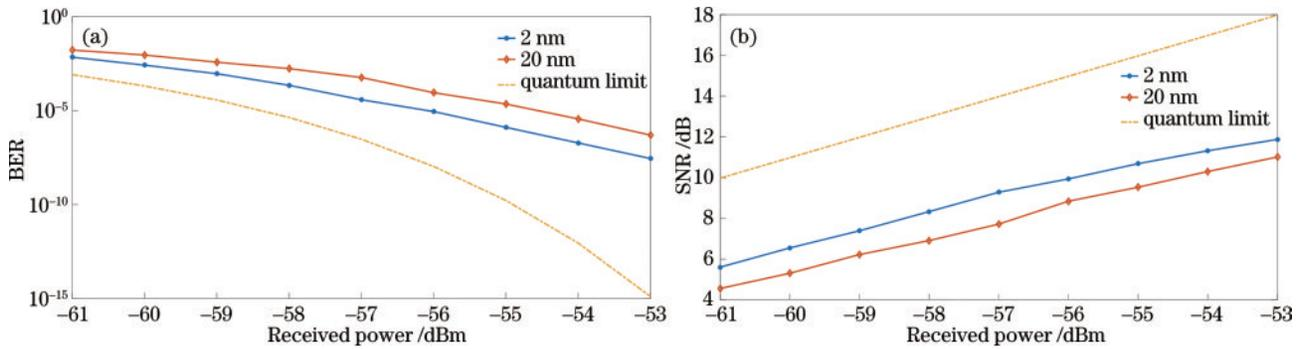 (a)
2 nm
20 nm
quantum limit
BER
10^0
10^-5
10^-10
10^-15
-61 -60 -59 -58 -57 -56 -55 -54 -53
Received power /dBm
(b)
2 nm
20 nm
quantum limit
SNR /dB
18
16
14
12
10
8
6
4
-61 -60 -59 -58 -57 -56 -55 -54 -53
Received power /dBm